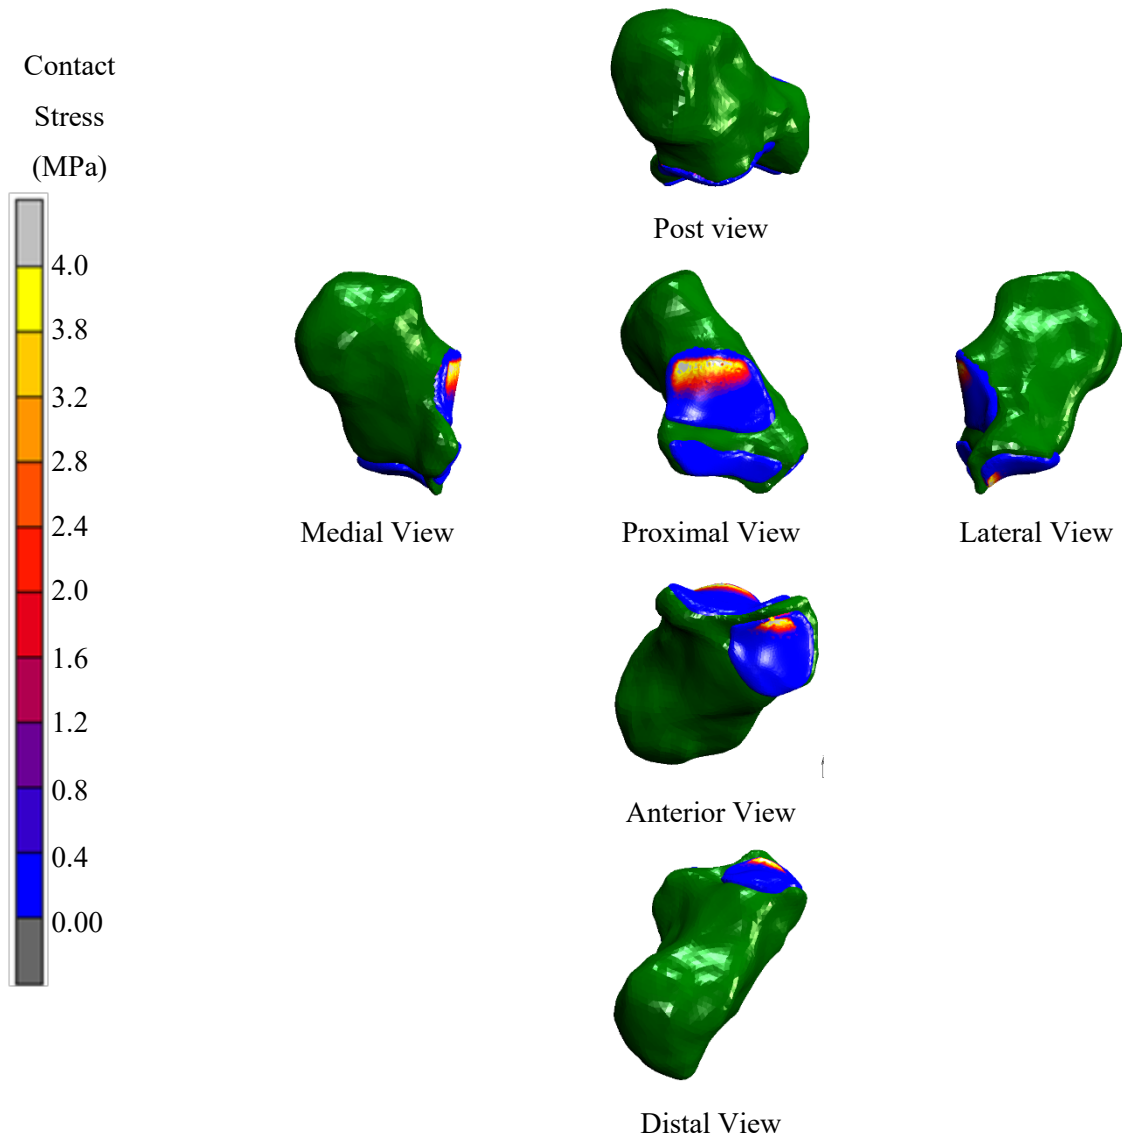 Contact
Stress
(MPa)
4.0
3.8
3.2
2.8
2.4
2.0
1.6
1.2
0.8
0.4
0.00
Post view
Medial View
Proximal View
Lateral View
Anterior View
Distal View